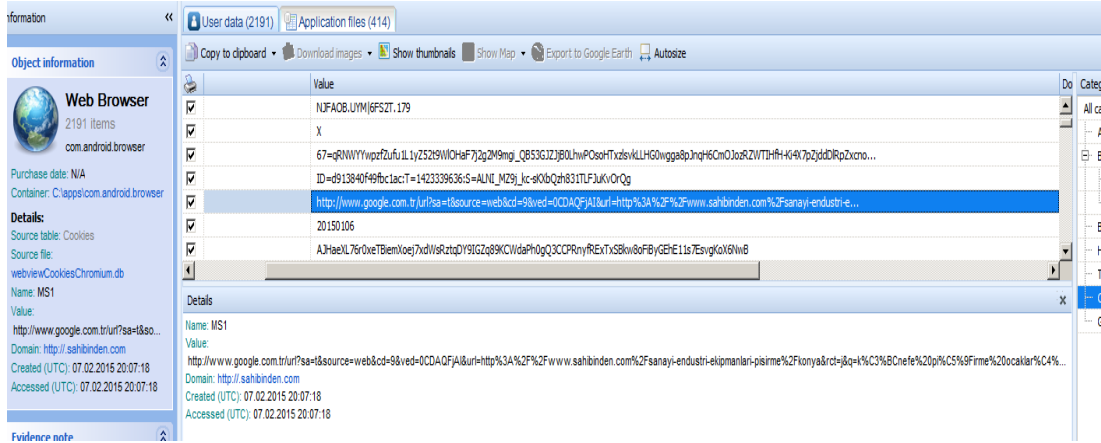 nformation «
Object information
Web Browser
2191 items
com.android.browser
Purchase date: N/A
Container: C:\apps\com.android.browser
Details:
Source table: Cookies
Source file:
webviewCookiesChromium.db
Name: MS1
Value:
http://www.google.com.tr/url?sa=t&so...
Domain: http://.sahibinden.com
Created (UTC): 07.02.2015 20:07:18
Accessed (UTC): 07.02.2015 20:07:18
Evidence note
User data (2191) Application files (414)
Copy to clipboard Download images Show thumbnails Show Map Export to Google Earth Autosize
Value Do
NJFAOB.UYM|6FS2T.179
X
ID=d913840f49fbc1ac:T=1423339636:S=ALNI_MZ9j_kc-sKXbQzh831TLFJuKvOrQg
http://www.google.com.tr/url?sa=t&source=web&cd=9&ved=0CDAQFjAI&url=http%3A%2F%2Fwww.sahibinden.com%2Fsanayi-endustri-e...
20150106
Details x
Name: MS1
Value:
http://www.google.com.tr/url?sa=t&source=web&cd=9&ved=0CDAQFjAI&url=http%3A%2F%2Fwww.sahibinden.com%2Fsanayi-endustri-ekipmanlari-pisirme%2Fkonya&rct=j&q=k%C3%BCnefe%20pi%C5%9Firme%20ocaklar%C4%...
Domain: http://.sahibinden.com
Created (UTC): 07.02.2015 20:07:18
Accessed (UTC): 07.02.2015 20:07:18
Categ
All ca
A
B
B
H
T
C
G